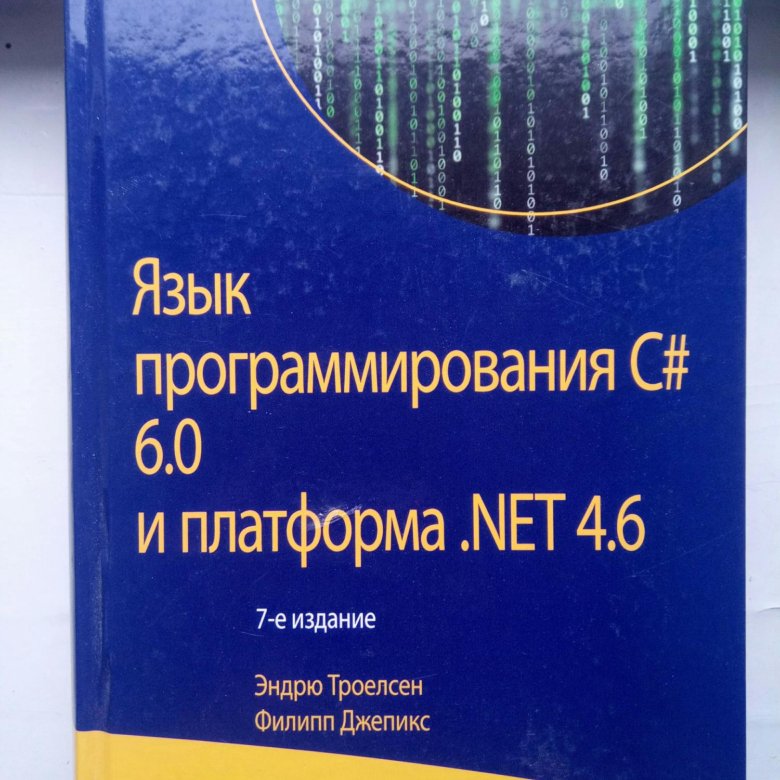 Язык
программирования C#
6.0
и платформа .NET 4.6
7-е издание
Эндрю Троелсен
Филипп Джепикс